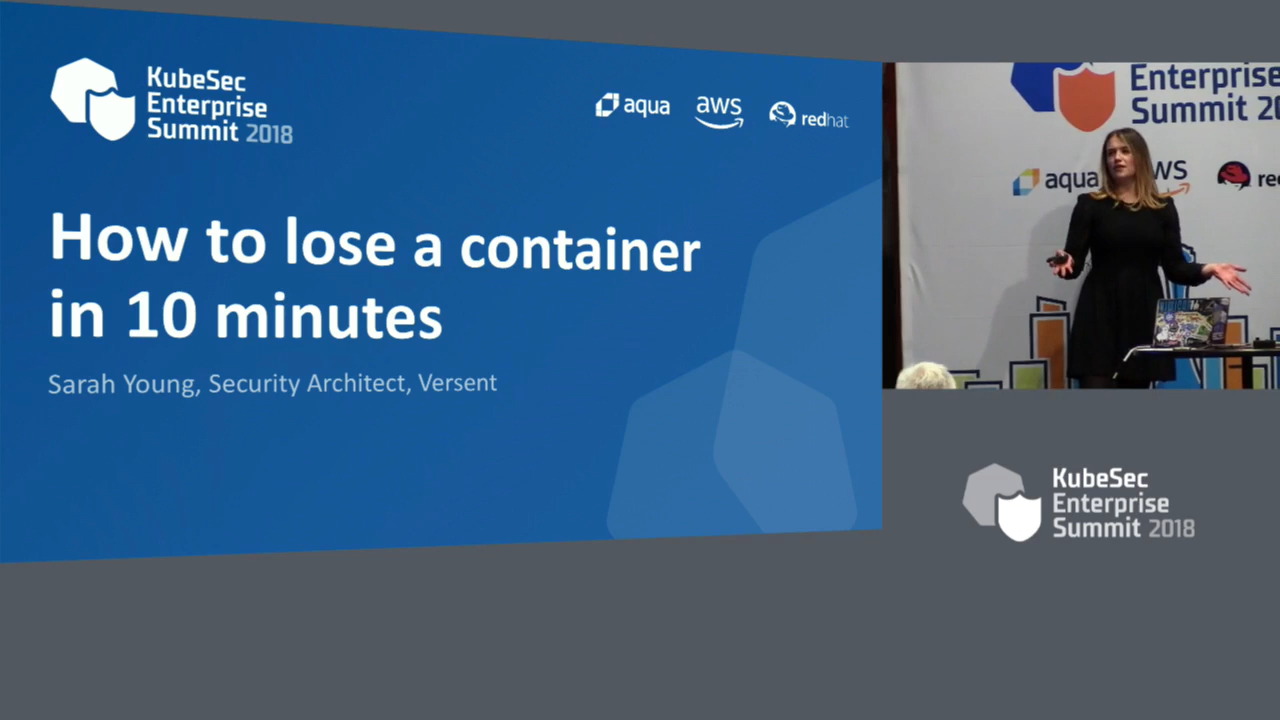 KubeSec
Enterprise
Summit 2018
aqua
aws
redhat
How to lose a container
in 10 minutes
Sarah Young, Security Architect, Versent
Enterprise
Summit
aqua
KubeSec
Enterprise
Summit 2018